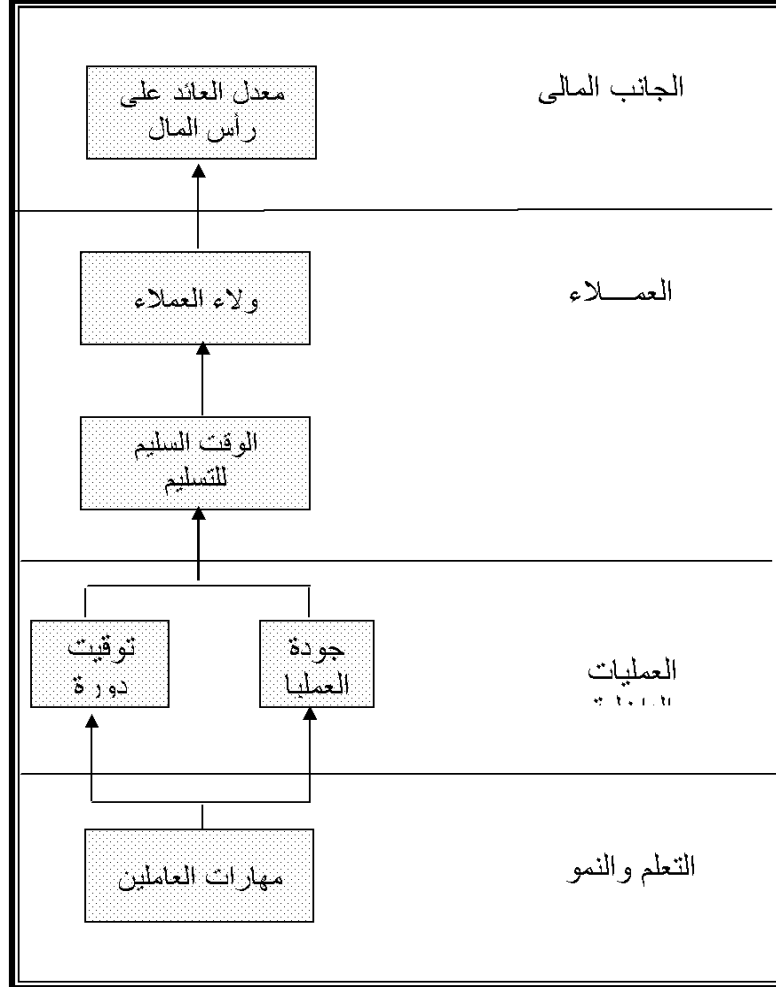 الجانب المالى
معدل العائد على
رأس المال
العمـــلاء
ولاء العملاء
الوقت السليم
للتسليم
العمليات
جودة
العمليا
توقيت
دورة
التعلم والنمو
مهارات العاملين